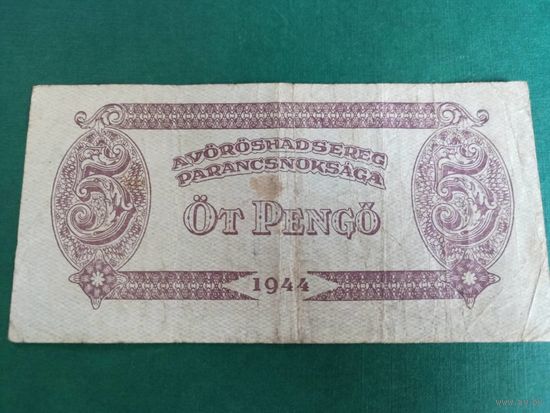 A VÖRÖSHADSEREG
PARANCSNOKSÁGA
5 ÖT PENGŐ 5
1944